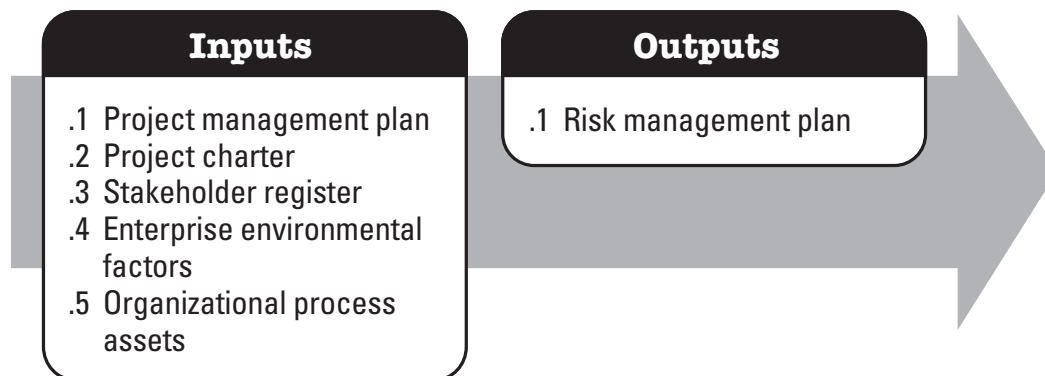 Inputs
.1 Project management plan
.2 Project charter
.3 Stakeholder register
.4 Enterprise environmental
factors
.5 Organizational process
assets
Outputs
.1 Risk management plan